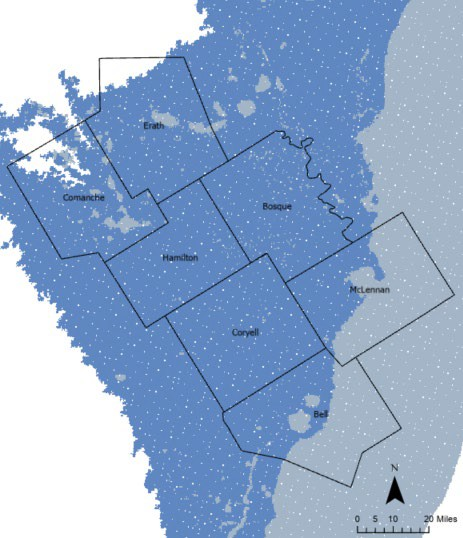 Erath
Comanche
Bosque
Hamilton
McLennan
Coryell
Bell
N
0 5 10 20 Miles